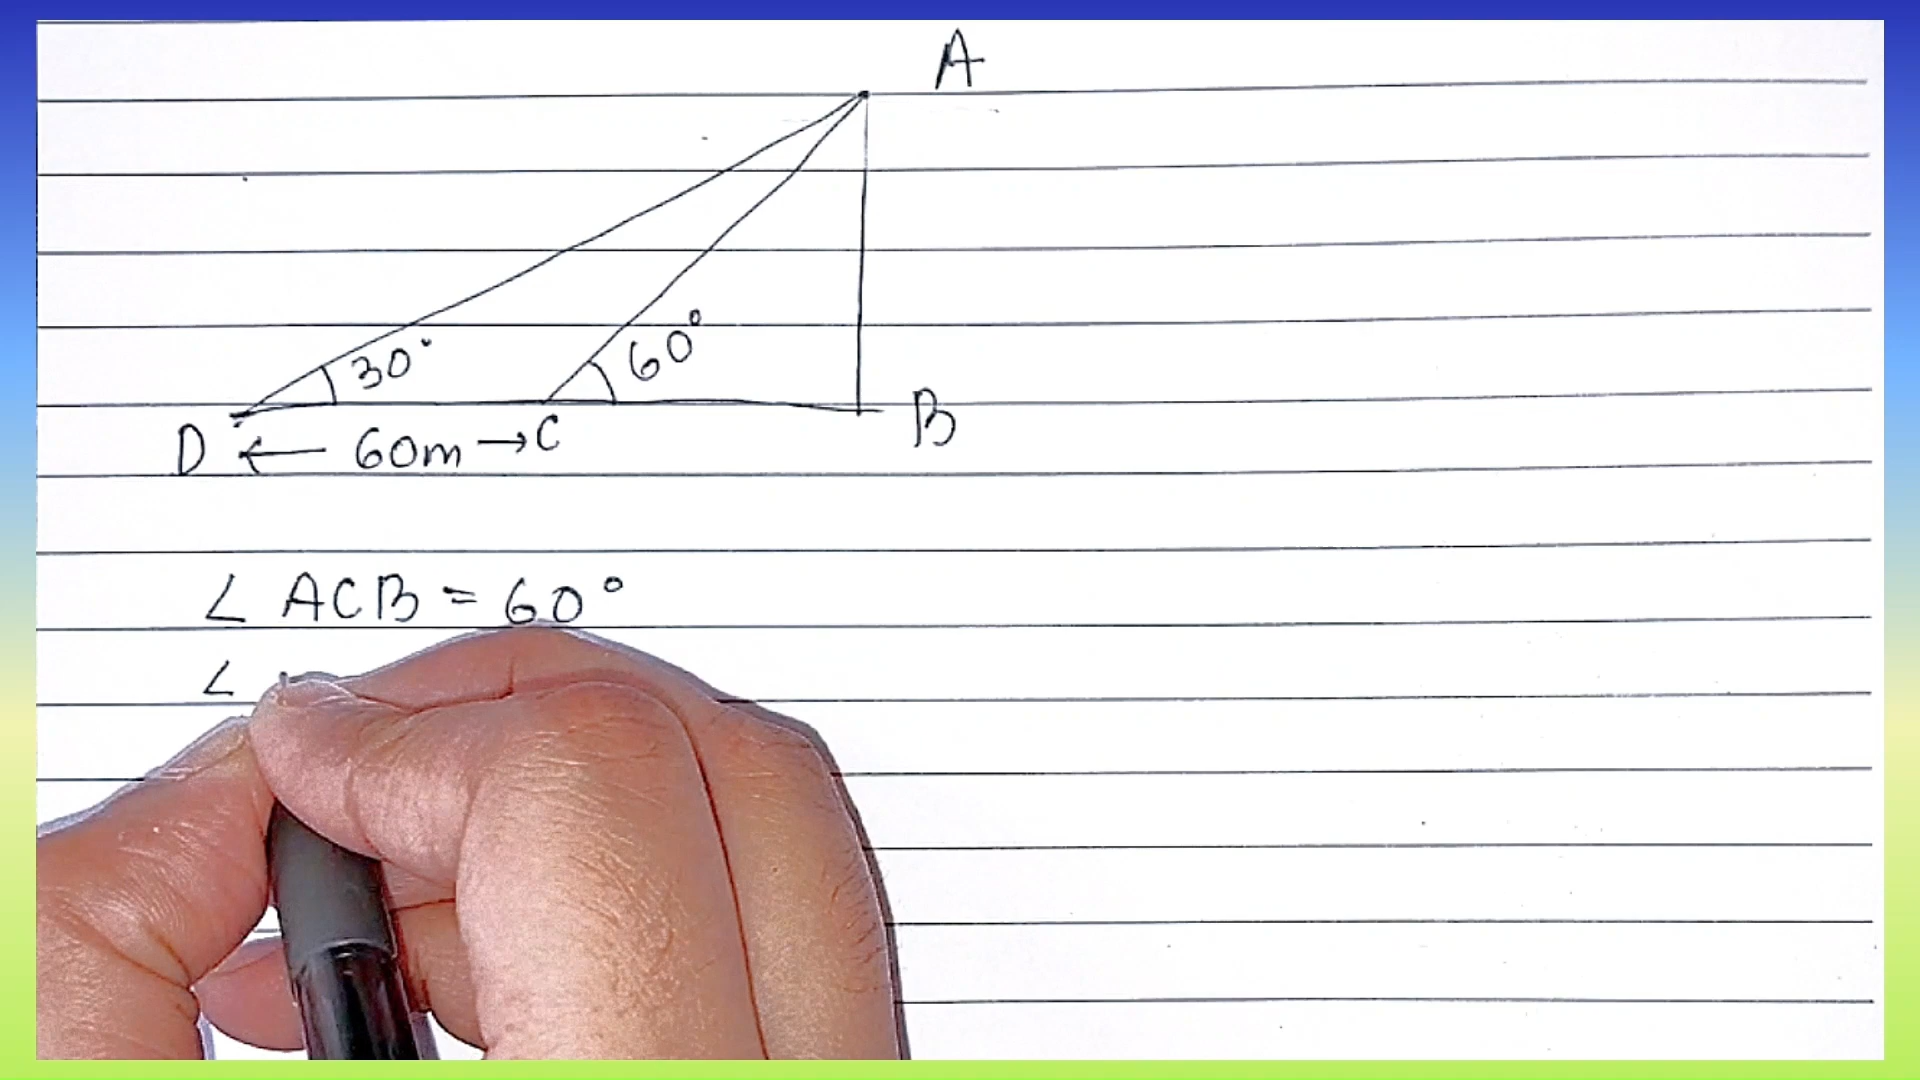 A
30°
60°
D ← 60m → C
B
∠ ACB = 60°
∠